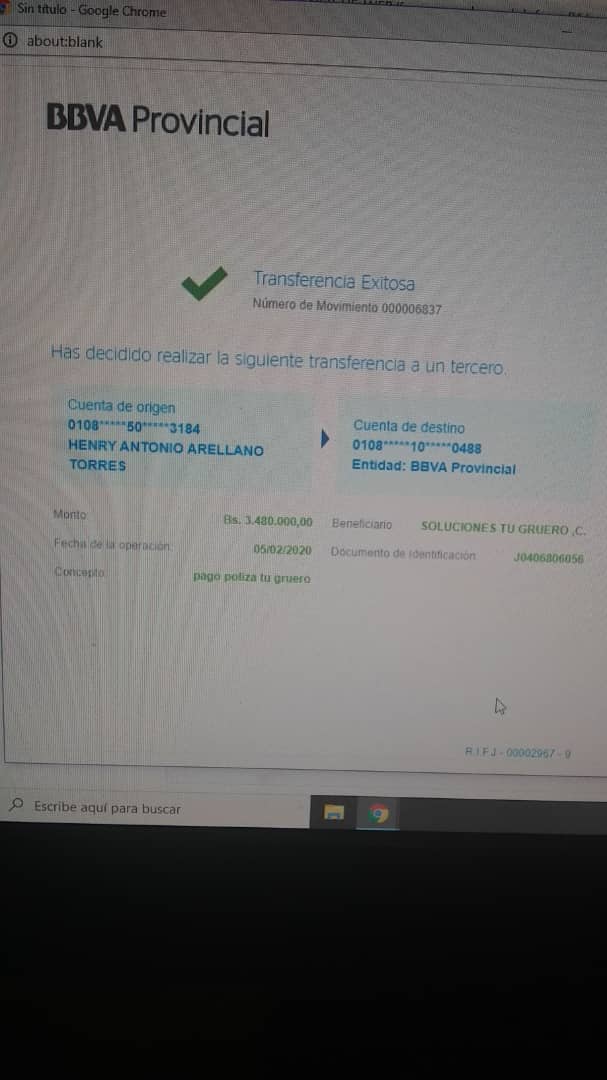 Sin título - Google Chrome
about:blank
BBVA Provincial
Transferencia Exitosa
Número de Movimiento 000006837
Has decidido realizar la siguiente transferencia a un tercero.
Cuenta de origen
0108*****50*****3184
HENRY ANTONIO ARELLANO
TORRES
Cuenta de destino
0108*****10*****0488
Entidad: BBVA Provincial
Monto: Bs. 3.480.000,00 Beneficiario SOLUCIONES TU GRUERO ,C.
Fecha de la operación: 05/02/2020 Documento de Identificación J0406806056
Concepto: pago poliza tu gruero
R.I.F J - 00002967 - 9
Escribe aquí para buscar